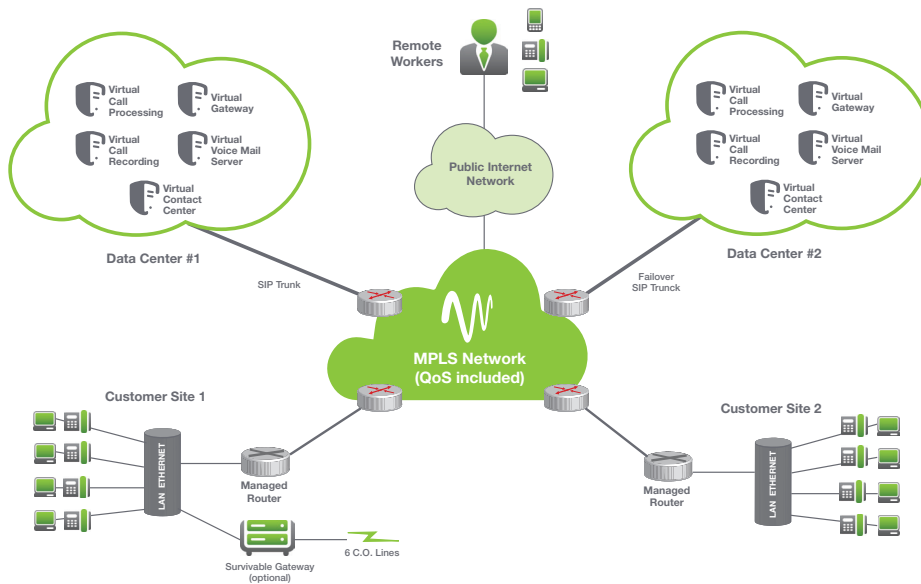 Remote
Workers
Virtual
Call
Processing
Virtual
Gateway
Virtual
Call
Recording
Virtual
Voice Mail
Server
Virtual
Contact
Center
Data Center #1
Public Internet
Network
Virtual
Call
Processing
Virtual
Gateway
Virtual
Call
Recording
Virtual
Voice Mail
Server
Virtual
Contact
Center
Data Center #2
SIP Trunk
Failover
SIP Trunck
MPLS Network
(QoS included)
Customer Site 1
LAN ETHERNET
Managed
Router
Survivable Gateway
(optional)
6 C.O. Lines
Customer Site 2
Managed
Router
LAN ETHERNET